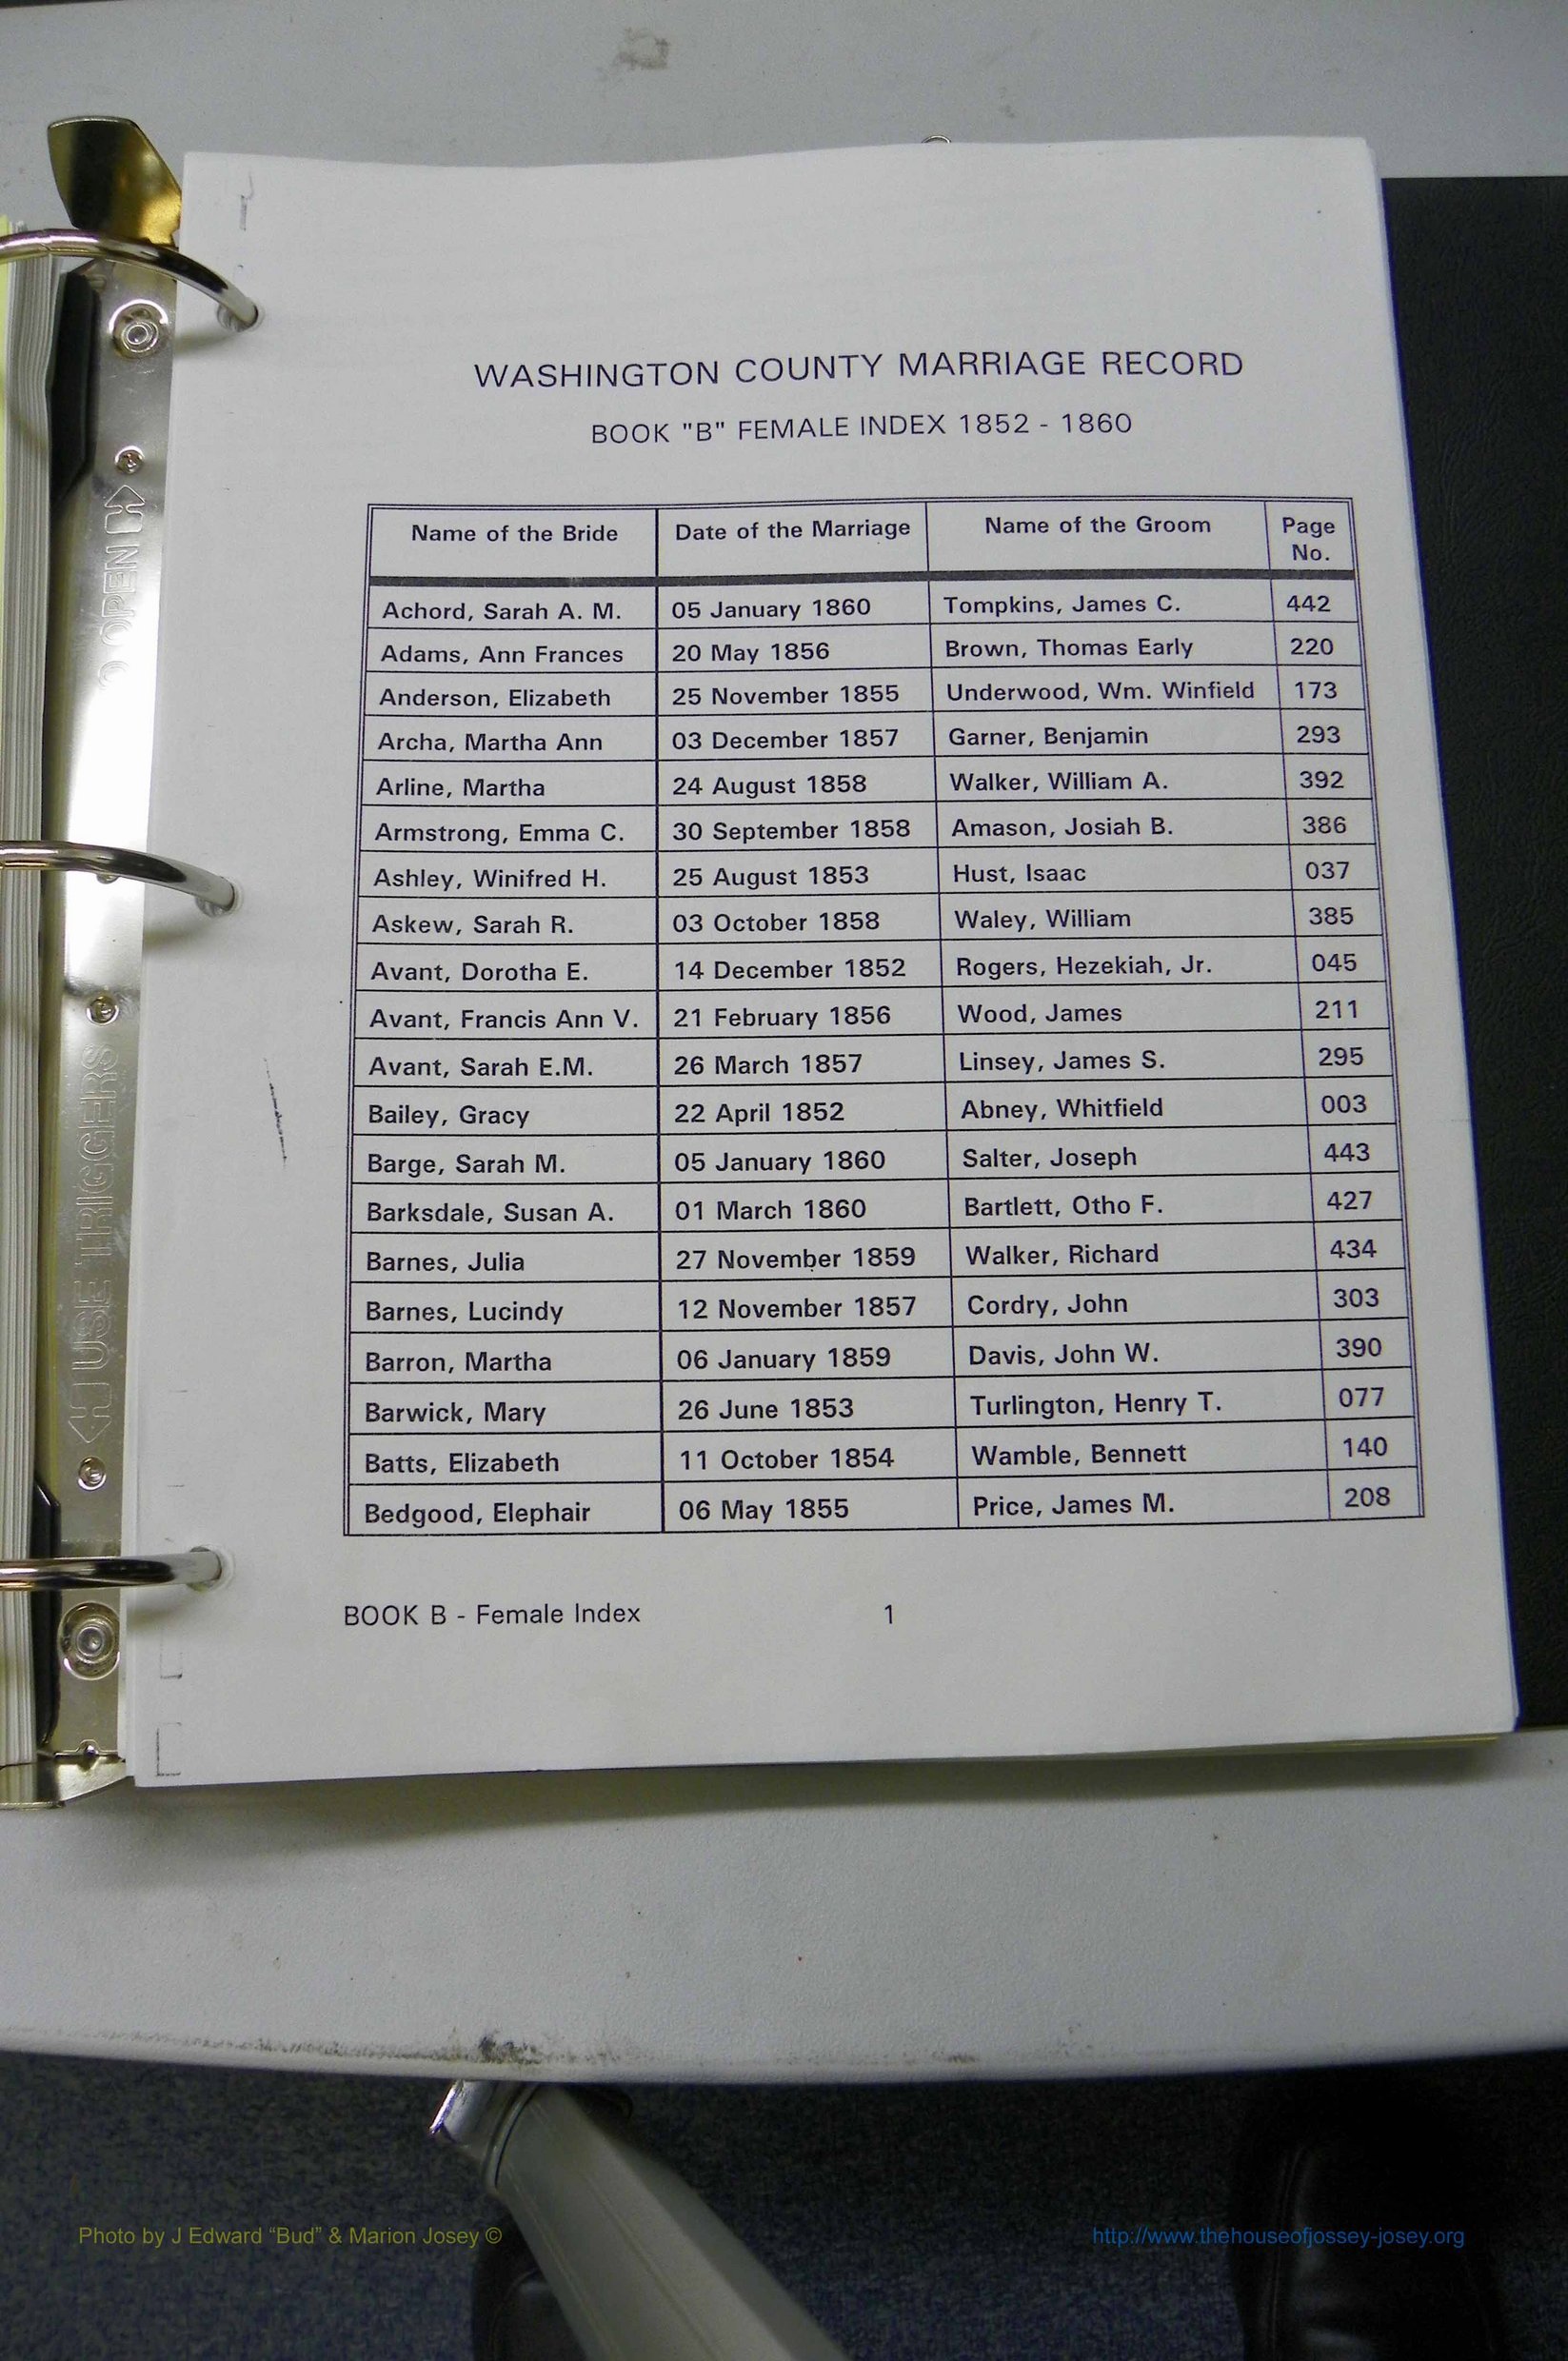 WASHINGTON COUNTY MARRIAGE RECORD
BOOK "B" FEMALE INDEX 1852 - 1860
Name of the Bride Date of the Marriage Name of the Groom Page No.
Achord, Sarah A. M. 05 January 1860 Tompkins, James C. 442
Adams, Ann Frances 20 May 1856 Brown, Thomas Early 220
Anderson, Elizabeth 25 November 1855 Underwood, Wm. Winfield 173
Archa, Martha Ann 03 December 1857 Garner, Benjamin 293
Arline, Martha 24 August 1858 Walker, William A. 392
Armstrong, Emma C. 30 September 1858 Amason, Josiah B. 386
Ashley, Winifred H. 25 August 1853 Hust, Isaac 037
Askew, Sarah R. 03 October 1858 Waley, William 385
Avant, Dorotha E. 14 December 1852 Rogers, Hezekiah, Jr. 045
Avant, Francis Ann V. 21 February 1856 Wood, James 211
Avant, Sarah E.M. 26 March 1857 Linsey, James S. 295
Bailey, Gracy 22 April 1852 Abney, Whitfield 003
Barge, Sarah M. 05 January 1860 Salter, Joseph 443
Barksdale, Susan A. 01 March 1860 Bartlett, Otho F. 427
Barnes, Julia 27 November 1859 Walker, Richard 434
Barnes, Lucindy 12 November 1857 Cordry, John 303
Barron, Martha 06 January 1859 Davis, John W. 390
Barwick, Mary 26 June 1853 Turlington, Henry T. 077
Batts, Elizabeth 11 October 1854 Wamble, Bennett 140
Bedgood, Elephair 06 May 1855 Price, James M. 208
BOOK B - Female Index 1
OPEN
USE TRIGGERS
Photo by J Edward “Bud” & Marion Josey ©
http://www.thehouseofjossey-josey.org